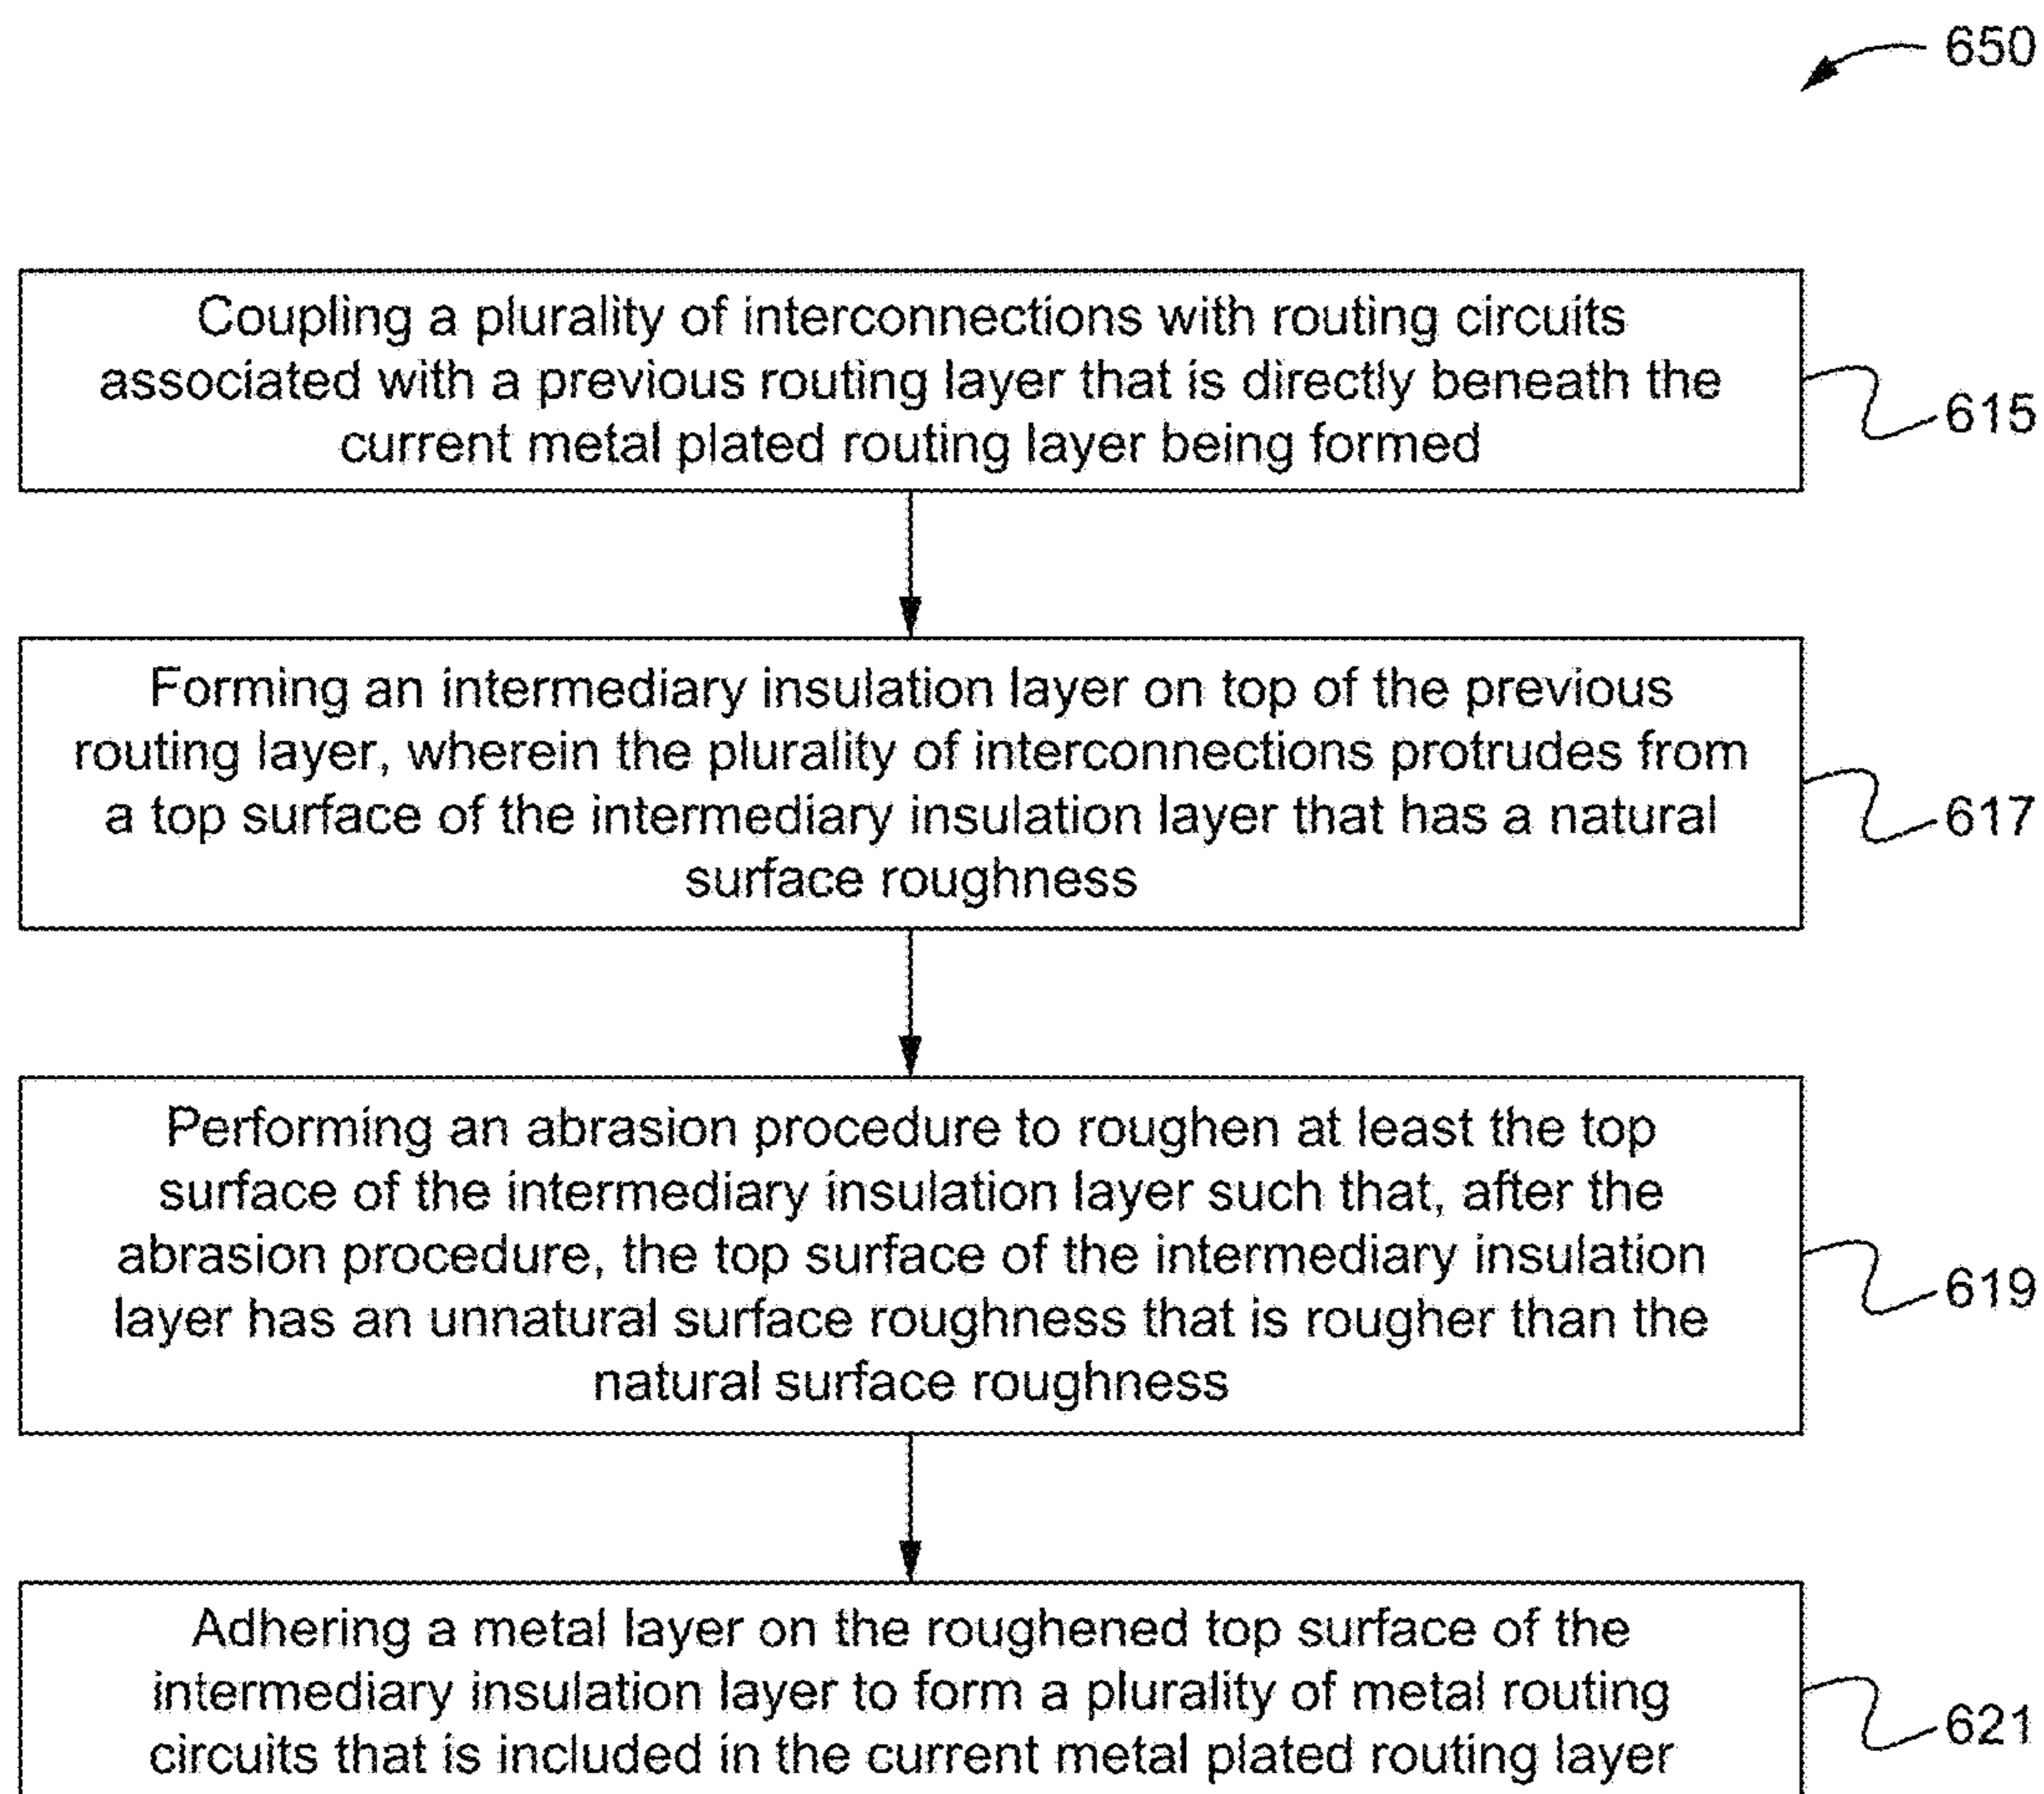 650
Coupling a plurality of interconnections with routing circuits
associated with a previous routing layer that is directly beneath the
current metal plated routing layer being formed
615
Forming an intermediary insulation layer on top of the previous
routing layer, wherein the plurality of interconnections protrudes from
a top surface of the intermediary insulation layer that has a natural
surface roughness
617
Performing an abrasion procedure to roughen at least the top
surface of the intermediary insulation layer such that, after the
abrasion procedure, the top surface of the intermediary insulation
layer has an unnatural surface roughness that is rougher than the
natural surface roughness
619
Adhering a metal layer on the roughened top surface of the
intermediary insulation layer to form a plurality of metal routing
circuits that is included in the current metal plated routing layer
621